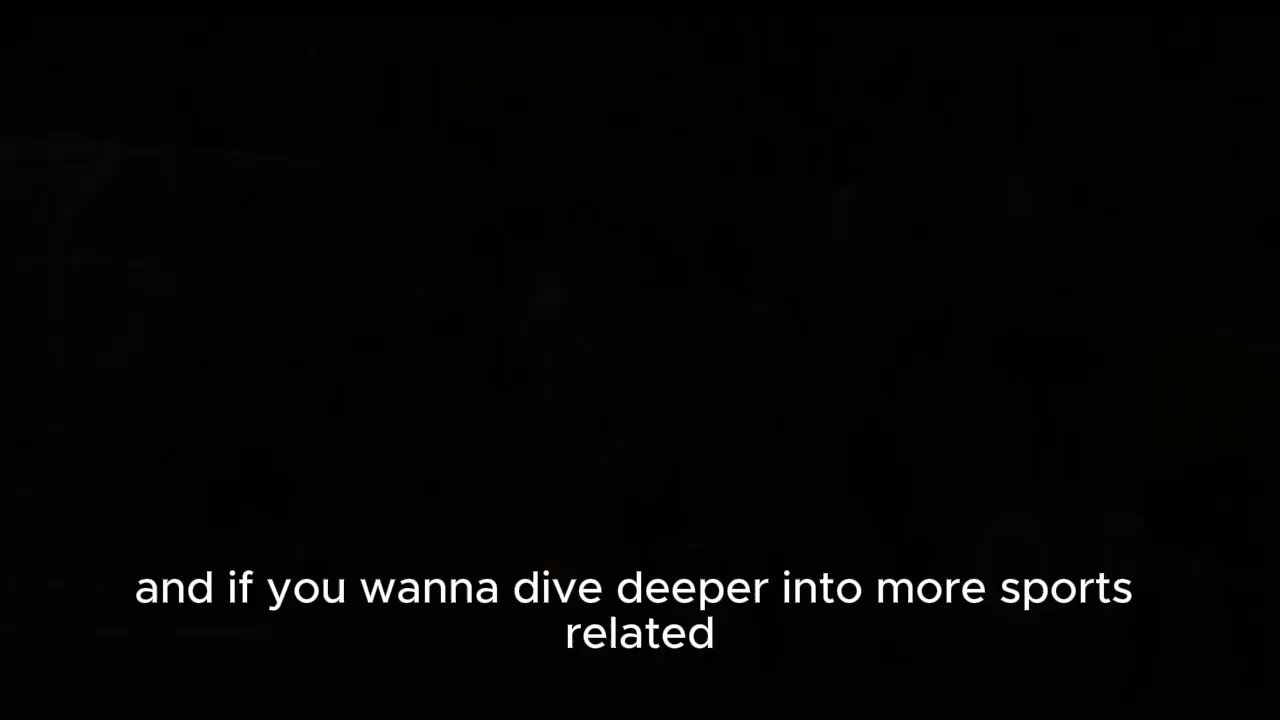 and if you wanna dive deeper into more sports
related